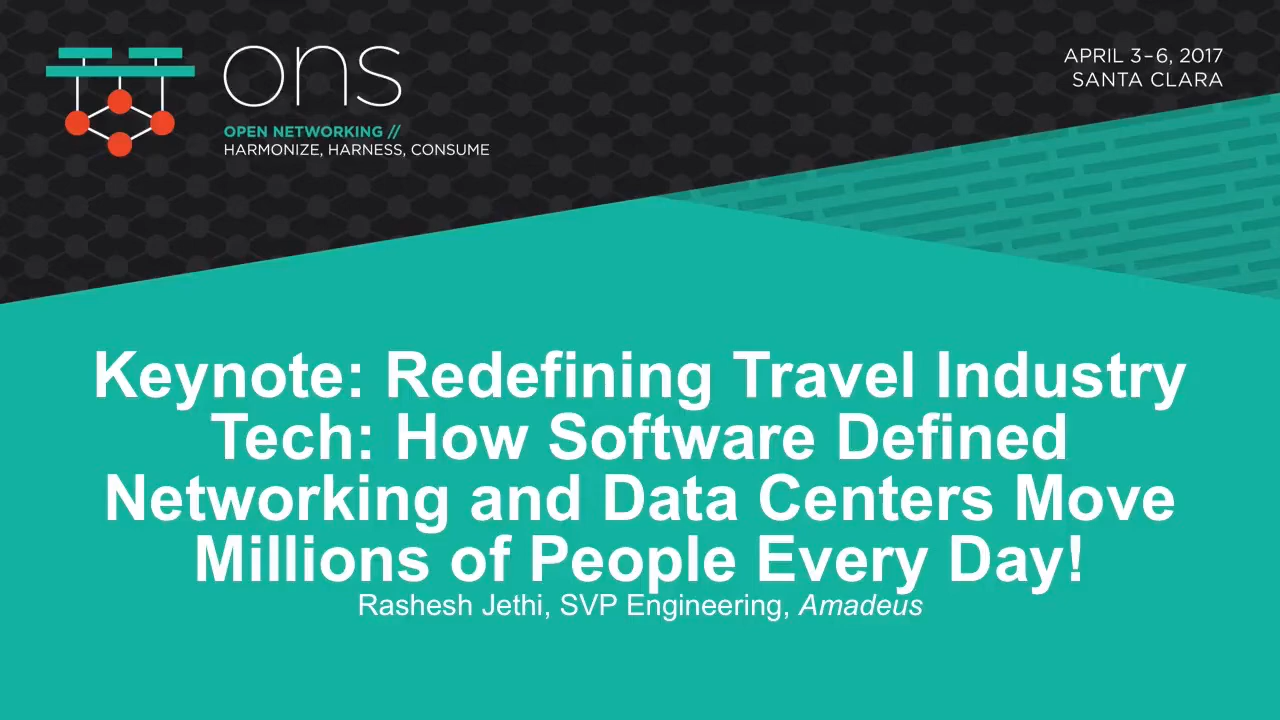 ons
OPEN NETWORKING //
HARMONIZE, HARNESS, CONSUME
APRIL 3–6, 2017
SANTA CLARA
Keynote: Redefining Travel Industry
Tech: How Software Defined
Networking and Data Centers Move
Millions of People Every Day!
Rashesh Jethi, SVP Engineering, Amadeus